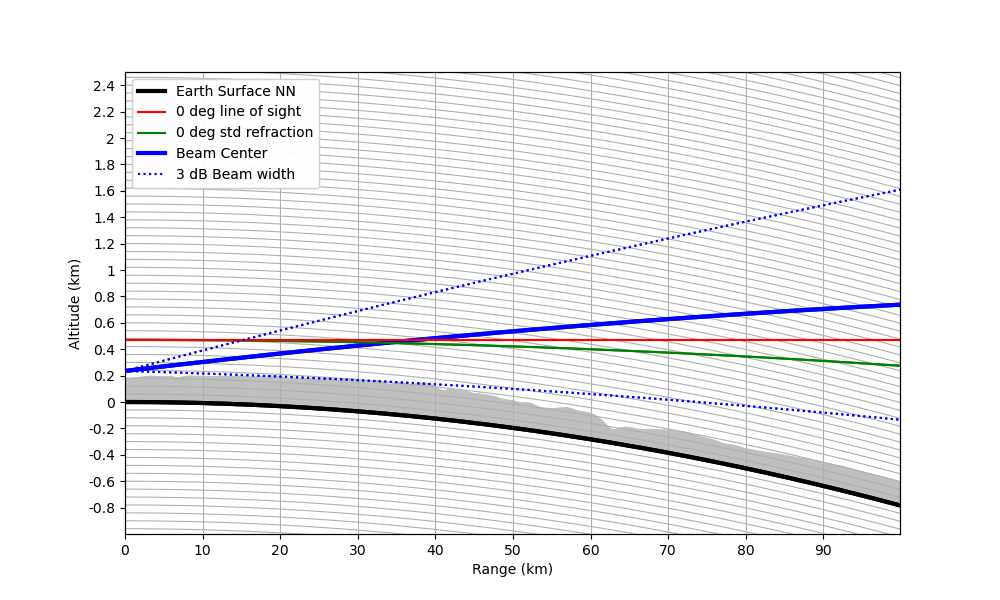 Earth Surface NN
0 deg line of sight
0 deg std refraction
Beam Center
3 dB Beam width
Altitude (km)
2.4
2.2
2
1.8
1.6
1.4
1.2
1
0.8
0.6
0.4
0.2
0
-0.2
-0.4
-0.6
-0.8
0 10 20 30 40 50 60 70 80 90
Range (km)